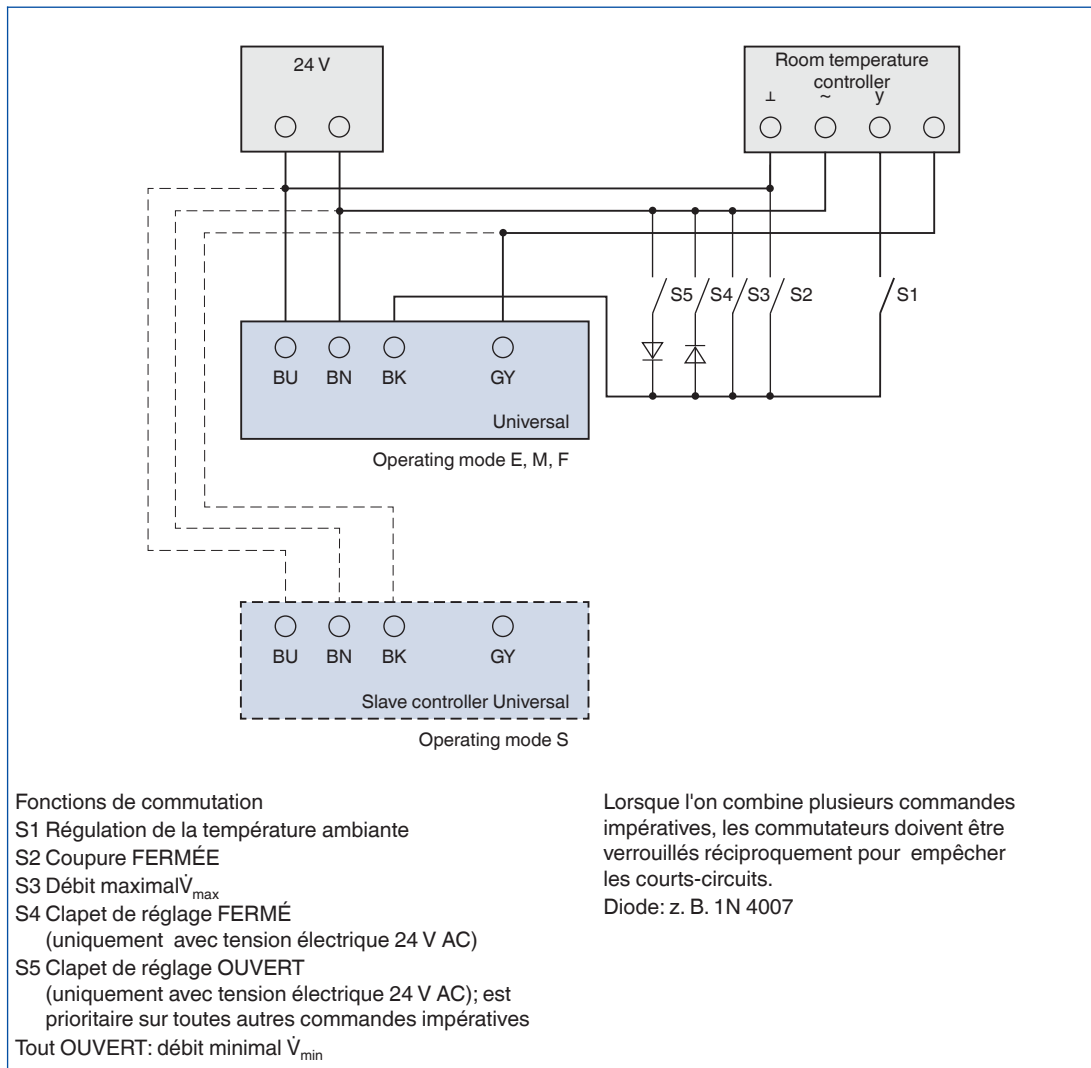 24 V
Room temperature
controller
⊥ ~ y
S5 S4 S3 S2 S1
BU BN BK GY
Universal
Operating mode E, M, F
BU BN BK GY
Slave controller Universal
Operating mode S
Fonctions de commutation
S1 Régulation de la température ambiante
S2 Coupure FERMÉE
S3 Débit maximalV̇max
S4 Clapet de réglage FERMÉ
(uniquement avec tension électrique 24 V AC)
S5 Clapet de réglage OUVERT
(uniquement avec tension électrique 24 V AC); est
prioritaire sur toutes autres commandes impératives
Tout OUVERT: débit minimal V̇min
Lorsque l'on combine plusieurs commandes
impératives, les commutateurs doivent être
verrouillés réciproquement pour empêcher
les courts-circuits.
Diode: z. B. 1N 4007